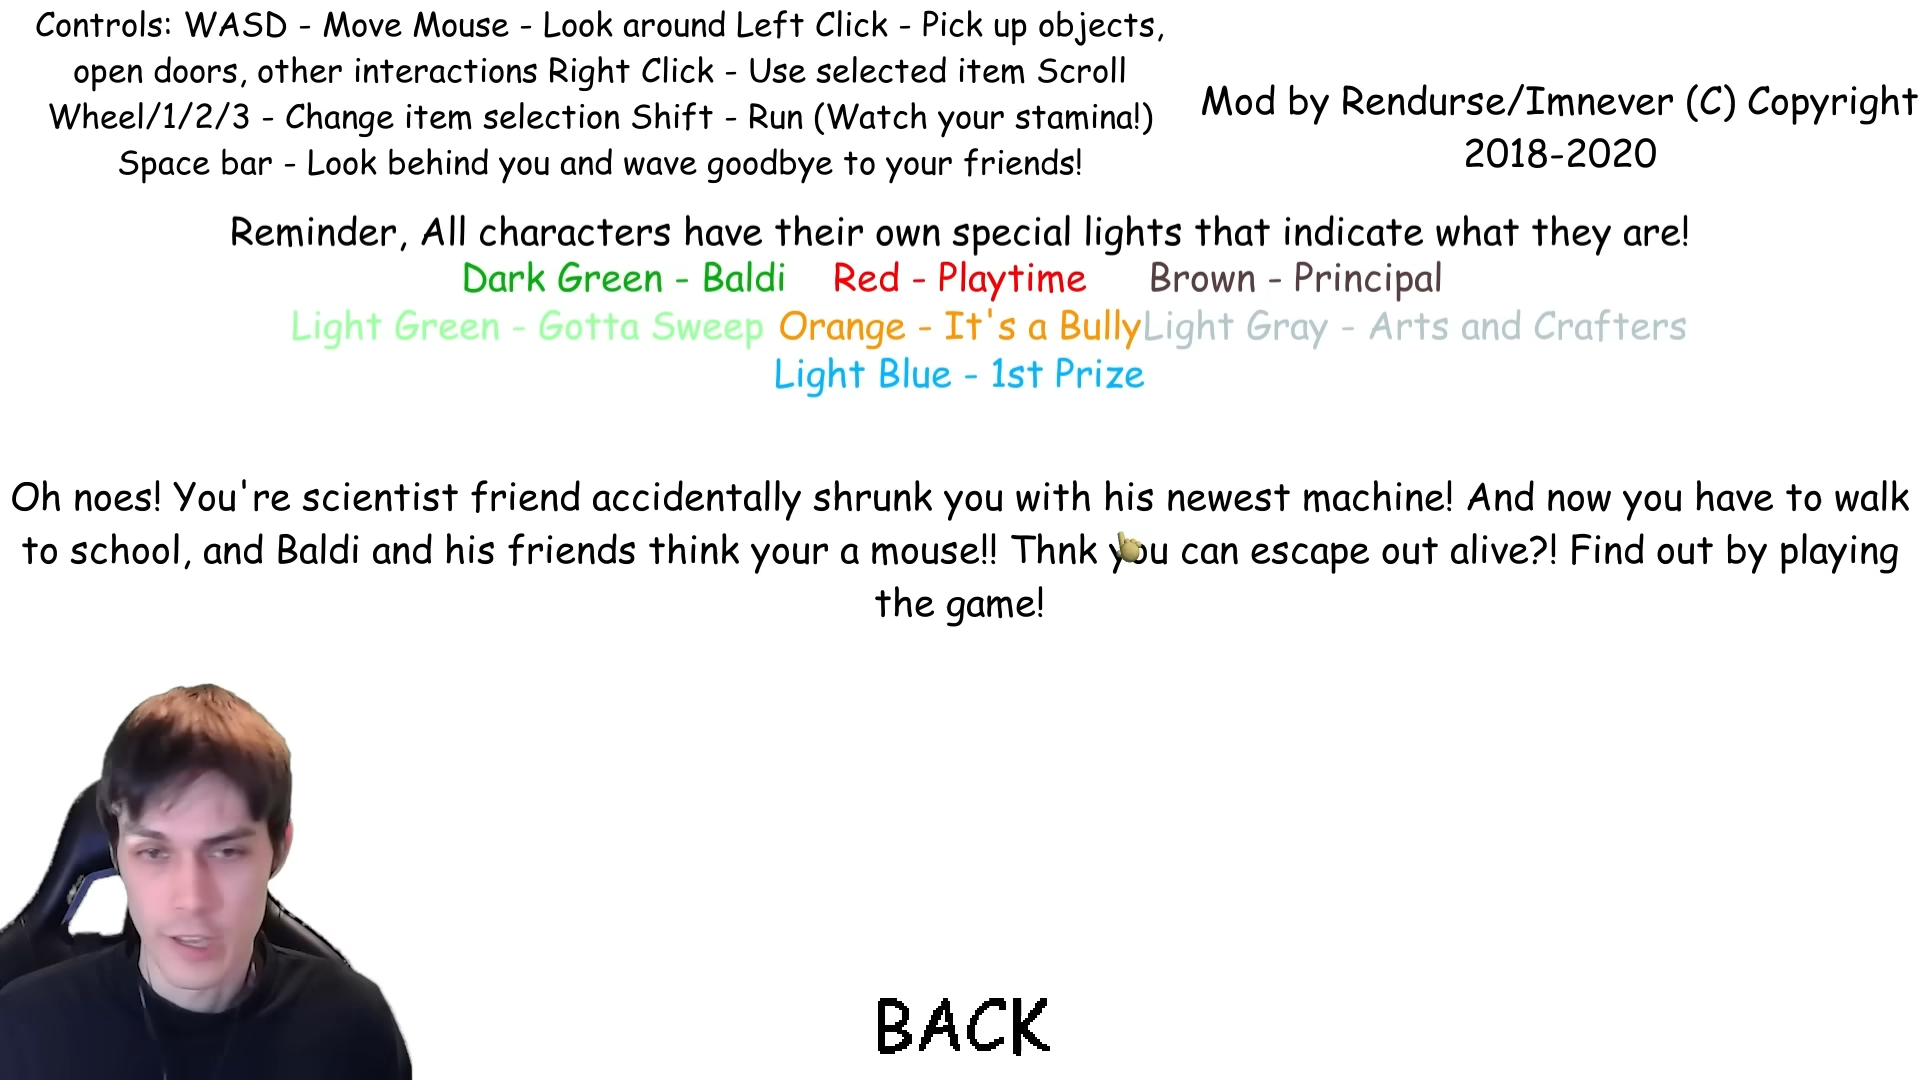 Controls: WASD - Move Mouse - Look around Left Click - Pick up objects,
open doors, other interactions Right Click - Use selected item Scroll
Wheel/1/2/3 - Change item selection Shift - Run (Watch your stamina!)
Space bar - Look behind you and wave goodbye to your friends!
Mod by Rendurse/Imnever (C) Copyright
2018-2020
Reminder, All characters have their own special lights that indicate what they are!
Dark Green - Baldi Red - Playtime Brown - Principal
Light Green - Gotta Sweep Orange - It's a Bully Light Gray - Arts and Crafters
Light Blue - 1st Prize
Oh noes! You're scientist friend accidentally shrunk you with his newest machine! And now you have to walk
to school, and Baldi and his friends think your a mouse!! Thnk you can escape out alive?! Find out by playing
the game!
BACK